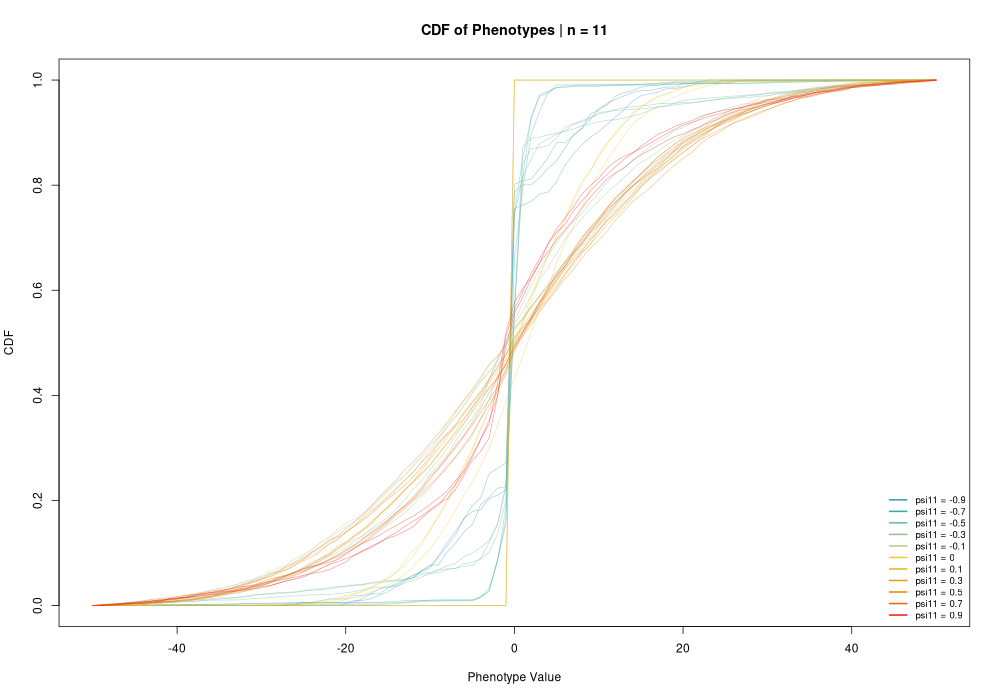 CDF of Phenotypes | n = 11
CDF
1.0
0.8
0.6
0.4
0.2
0.0
-40
-20
0
20
40
Phenotype Value
psi11 = -0.9
psi11 = -0.7
psi11 = -0.5
psi11 = -0.3
psi11 = -0.1
psi11 = 0
psi11 = 0.1
psi11 = 0.3
psi11 = 0.5
psi11 = 0.7
psi11 = 0.9